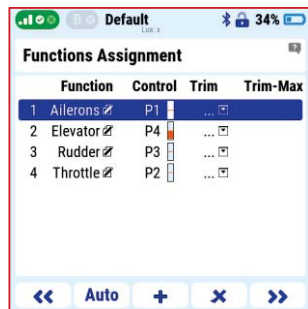 B Default 34%
Lua: x
Functions Assignment
Function Control Trim Trim-Max
1 Ailerons P1 ...
2 Elevator P4 ...
3 Rudder P3 ...
4 Throttle P2 ...
<< Auto + x >>